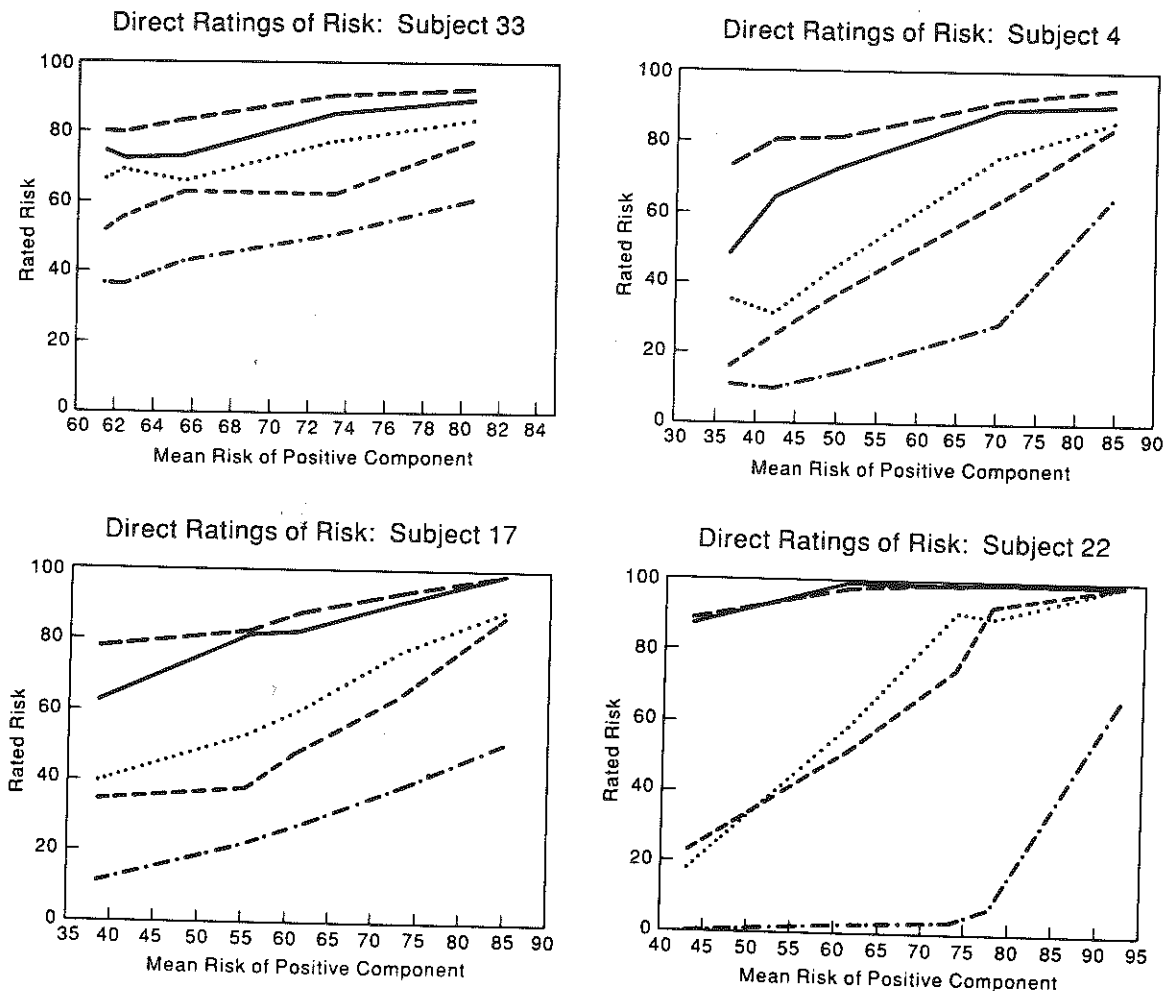 Direct Ratings of Risk: Subject 33
100
80
60
40
20
0
Rated Risk
60 62 64 66 68 70 72 74 76 78 80 82 84
Mean Risk of Positive Component
Direct Ratings of Risk: Subject 4
100
80
60
40
20
0
Rated Risk
30 35 40 45 50 55 60 65 70 75 80 85 90
Mean Risk of Positive Component
Direct Ratings of Risk: Subject 17
100
80
60
40
20
0
Rated Risk
35 40 45 50 55 60 65 70 75 80 85 90
Mean Risk of Positive Component
Direct Ratings of Risk: Subject 22
100
80
60
40
20
0
Rated Risk
40 45 50 55 60 65 70 75 80 85 90 95
Mean Risk of Positive Component